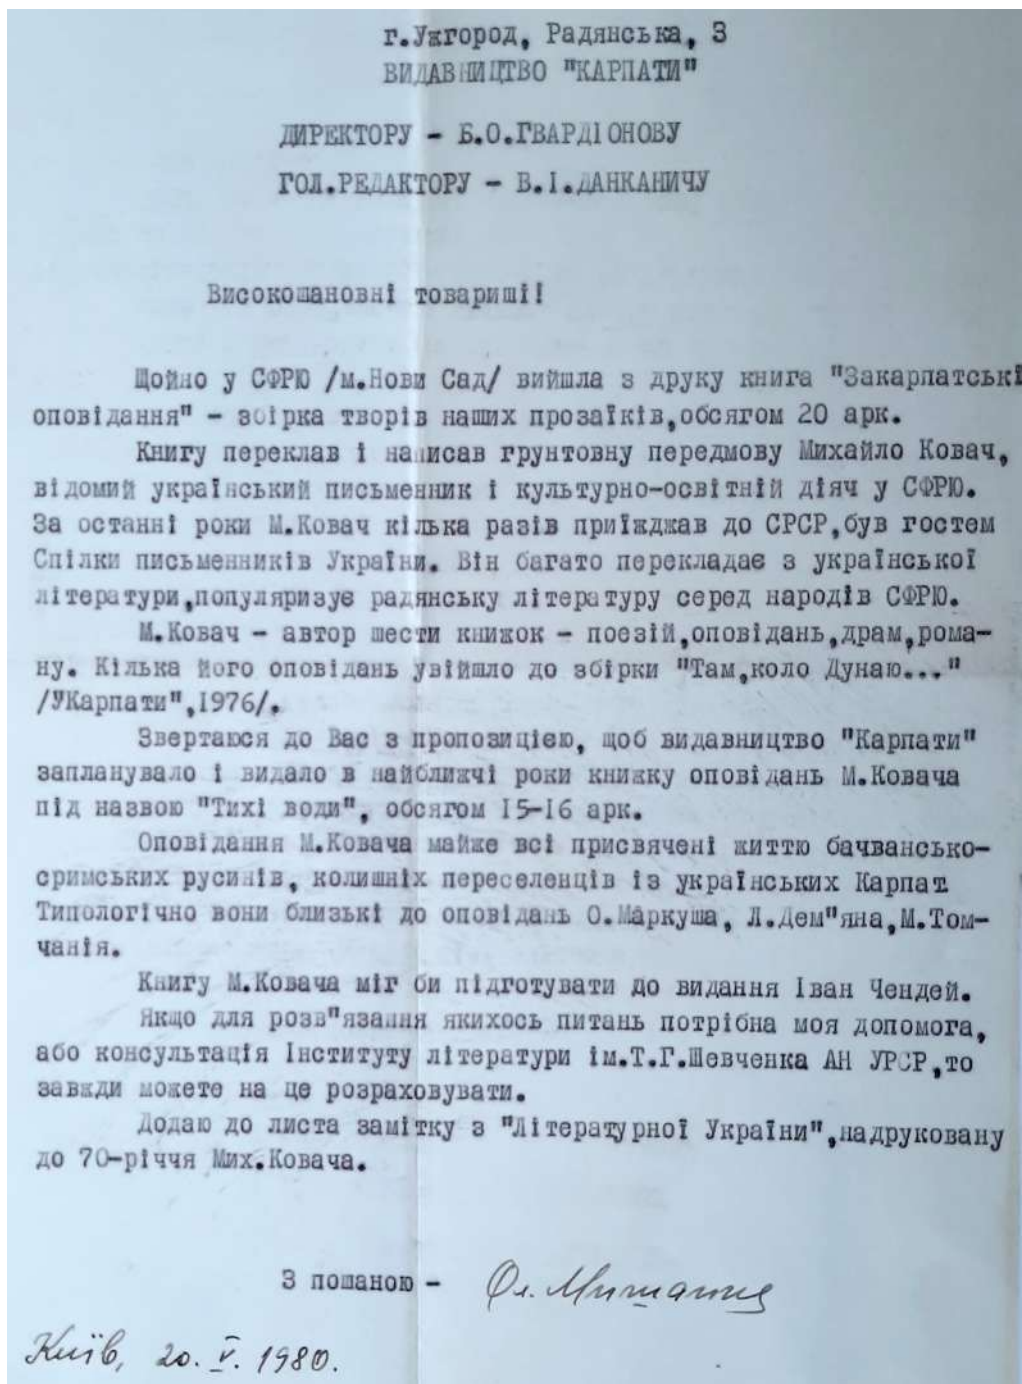 г.Ужгород, Радянська, 3
ВИДАВНИЦТВО "КАРПАТИ"
ДИРЕКТОРУ - Б.О.ГВАРДІОНОВУ
ГОЛ.РЕДАКТОРУ - В.І.ДАНКАНИЧУ
Високошановні товариші!
Щойно у СФРЮ /м.Нови Сад/ вийшла з друку книга "Закарпатські
оповідання" - збірка творів наших прозаїків,обсягом 20 арк.
Книгу переклав і написав грунтовну передмову Михайло Ковач,
відомий український письменник і культурно-освітній діяч у СФРЮ.
За останні роки М.Ковач кілька разів приїжджав до СРСР,був гостем
Спілки письменників України. Він багато перекладає з української
літератури,популяризує радянську літературу серед народів СФРЮ.
М.Ковач - автор шести книжок - поезій,оповідань,драм,рома-
ну. Кілька його оповідань увійшло до збірки "Там,коло Дунаю..."
/УКарпати",1976/.
Звертаюся до Вас з пропозицією, щоб видавництво "Карпати"
запланувало і видало в найближчі роки книжку оповідань М.Ковача
під назвою "Тихі води", обсягом 15-16 арк.
Оповідання М.Ковача майже всі присвячені життю бачвансько-
сримських русинів, колишніх переселенців із українських Карпат.
Типологічно вони близькі до оповідань О.Маркуша, Л.Дем"яна,М.Том-
чанія.
Книгу М.Ковача міг би підготувати до видання Іван Чендей.
Якщо для розв"язання якихось питань потрібна моя допомога,
або консультація Інституту літератури ім.Т.Г.Шевченка АН УРСР,то
завжди можете на це розраховувати.
Додаю до листа замітку з "Літературної України",надруковану
до 70-річчя Мих.Ковача.
З пошаною - Ол. Мишанич
Київ, 20. V. 1980.